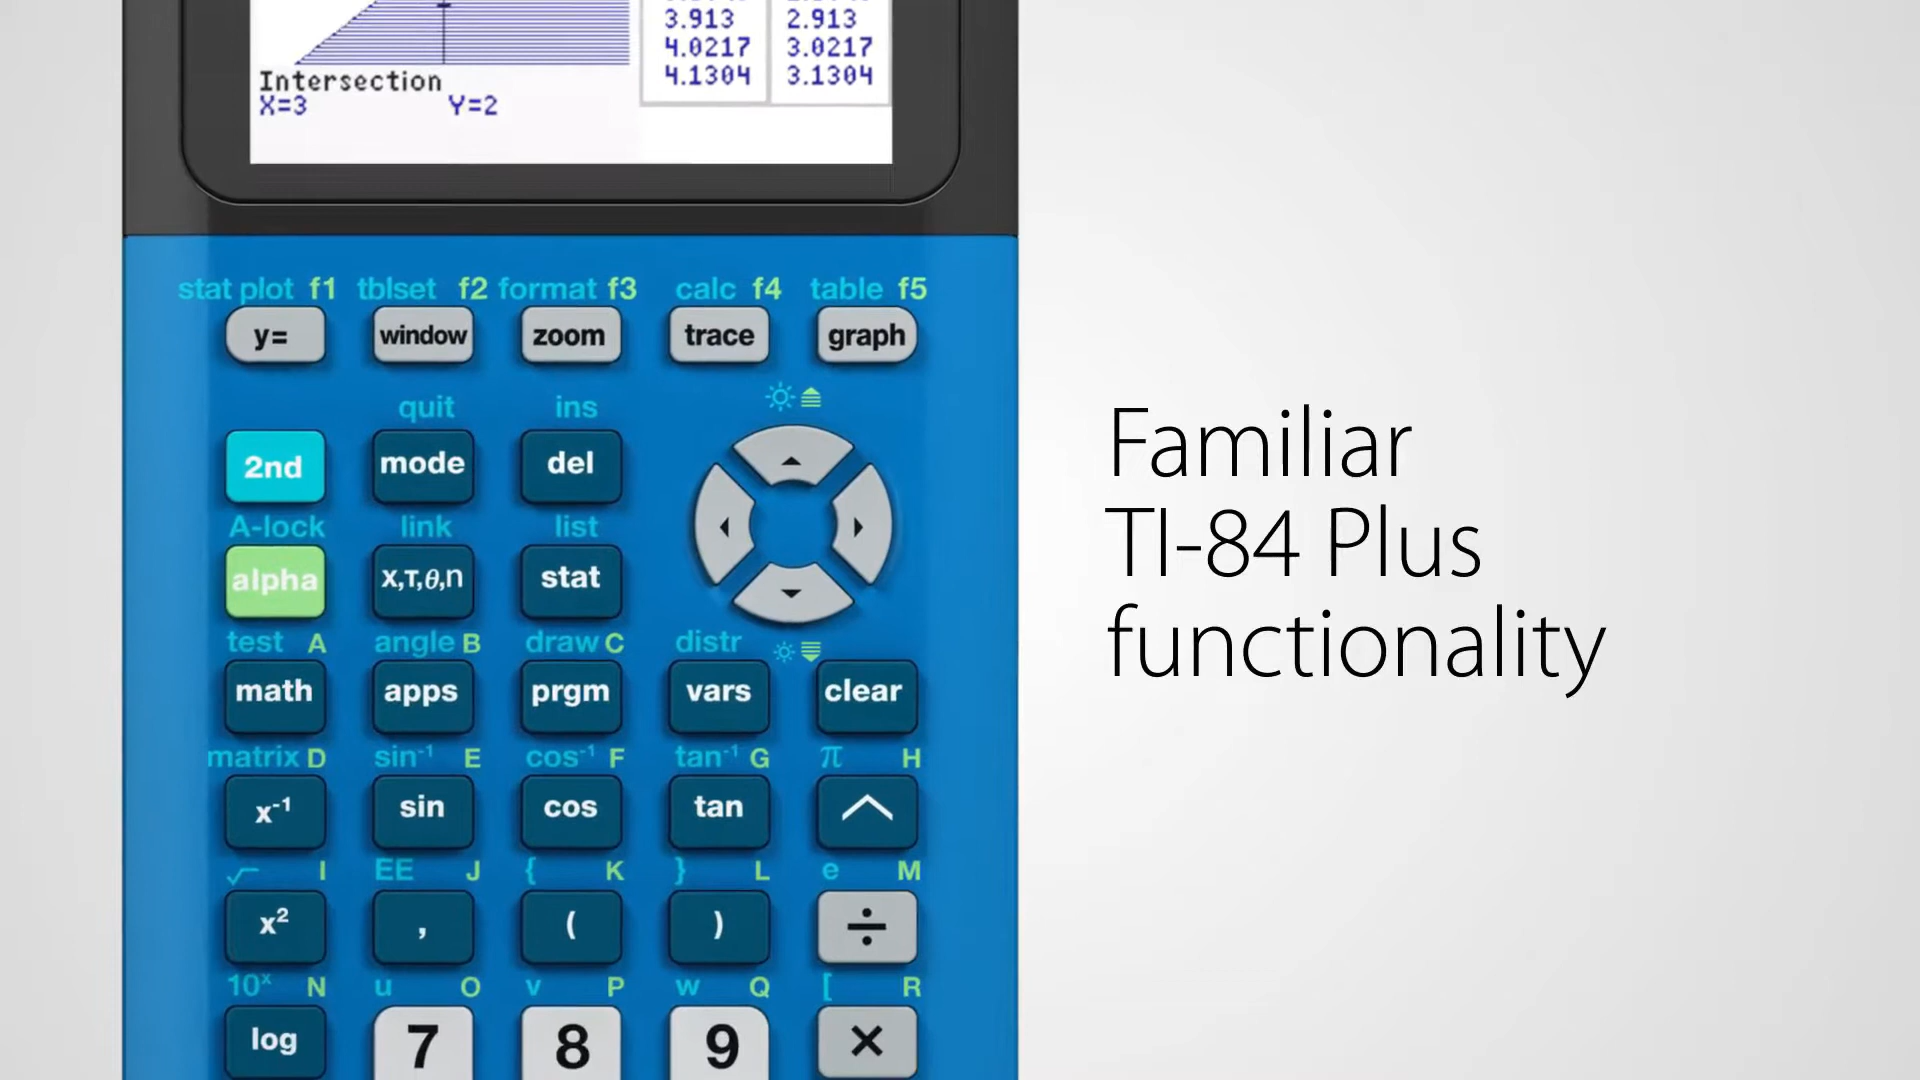 3.913 2.913
4.0217 3.0217
4.1304 3.1304
Intersection
X=3 Y=2
stat plot f1 tblset f2 format f3 calc f4 table f5
y= window zoom trace graph
quit ins
2nd mode del
A-lock link list
alpha X,T,θ,n stat
test A angle B draw C distr
math apps prgm vars clear
matrix D sin⁻¹ E cos⁻¹ F tan⁻¹ G π H
x⁻¹ sin cos tan ^
√ I EE J { K } L e M
x² , ( ) ÷
10ˣ N u O v P w Q [ R
log 7 8 9 ×
Familiar
TI-84 Plus
functionality